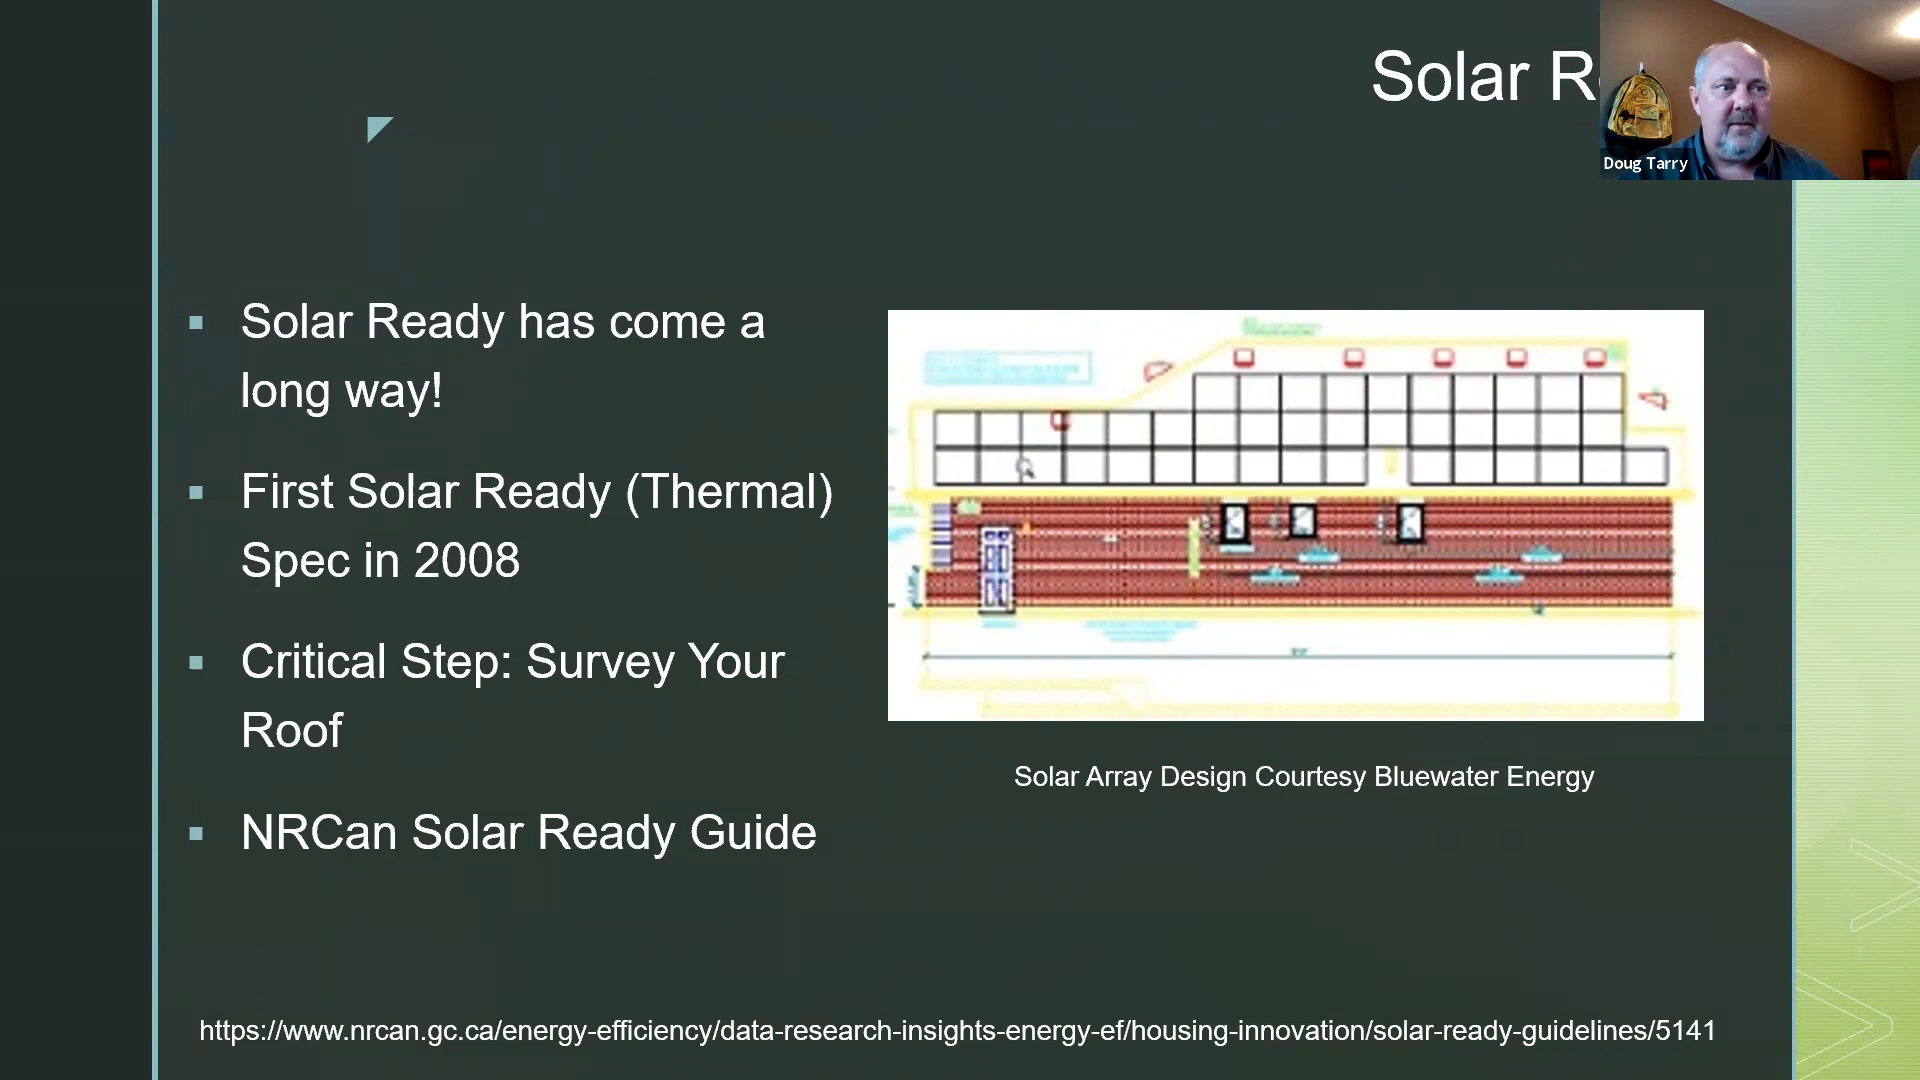 Solar R
Doug Tarry
Solar Ready has come a
long way!
First Solar Ready (Thermal)
Spec in 2008
Critical Step: Survey Your
Roof
NRCan Solar Ready Guide
Solar Array Design Courtesy Bluewater Energy
https://www.nrcan.gc.ca/energy-efficiency/data-research-insights-energy-ef/housing-innovation/solar-ready-guidelines/5141